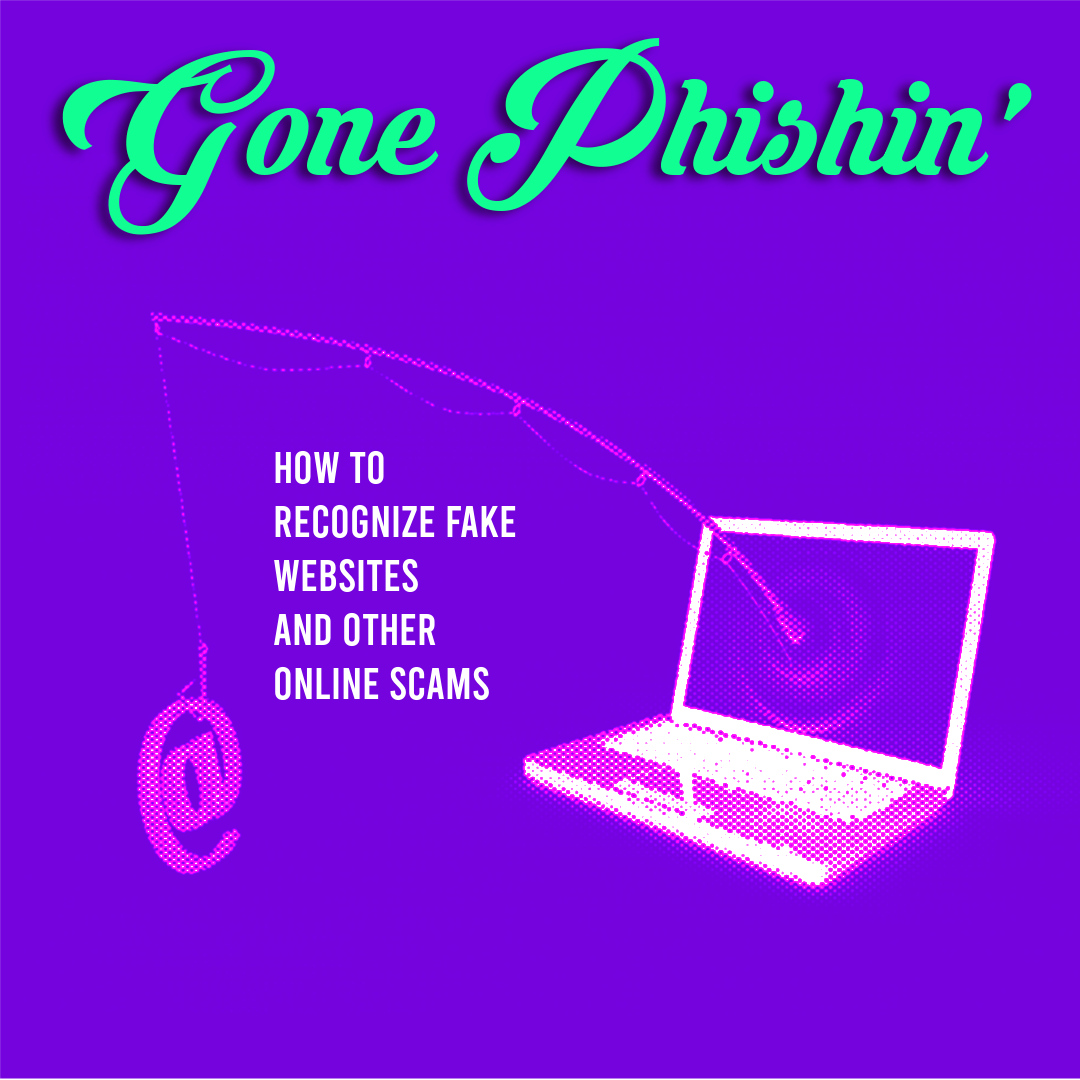 Gone Phishin’
HOW TO
RECOGNIZE FAKE
WEBSITES
AND OTHER
ONLINE SCAMS
@